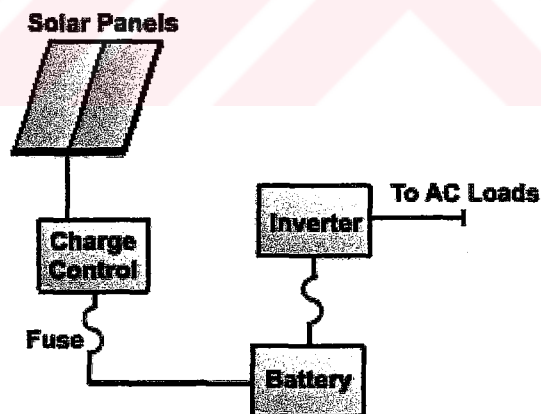 Solar Panels
Charge
Control
Fuse
Battery
Inverter
To AC Loads